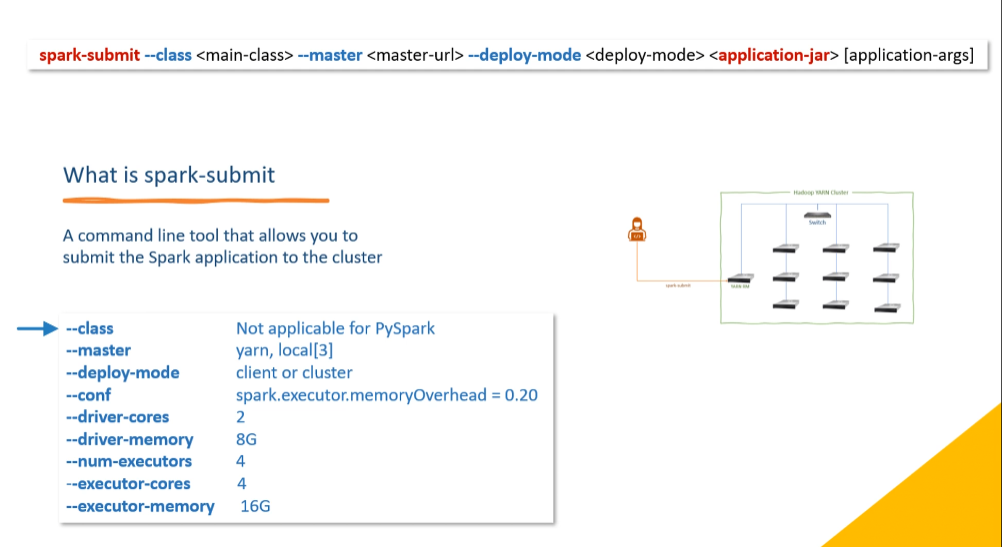 spark-submit --class <main-class> --master <master-url> --deploy-mode <deploy-mode> <application-jar> [application-args]
What is spark-submit
A command line tool that allows you to
submit the Spark application to the cluster
Hadoop YARN Cluster
Switch
spark-submit
YARN RM
--class Not applicable for PySpark
--master yarn, local[3]
--deploy-mode client or cluster
--conf spark.executor.memoryOverhead = 0.20
--driver-cores 2
--driver-memory 8G
--num-executors 4
--executor-cores 4
--executor-memory 16G